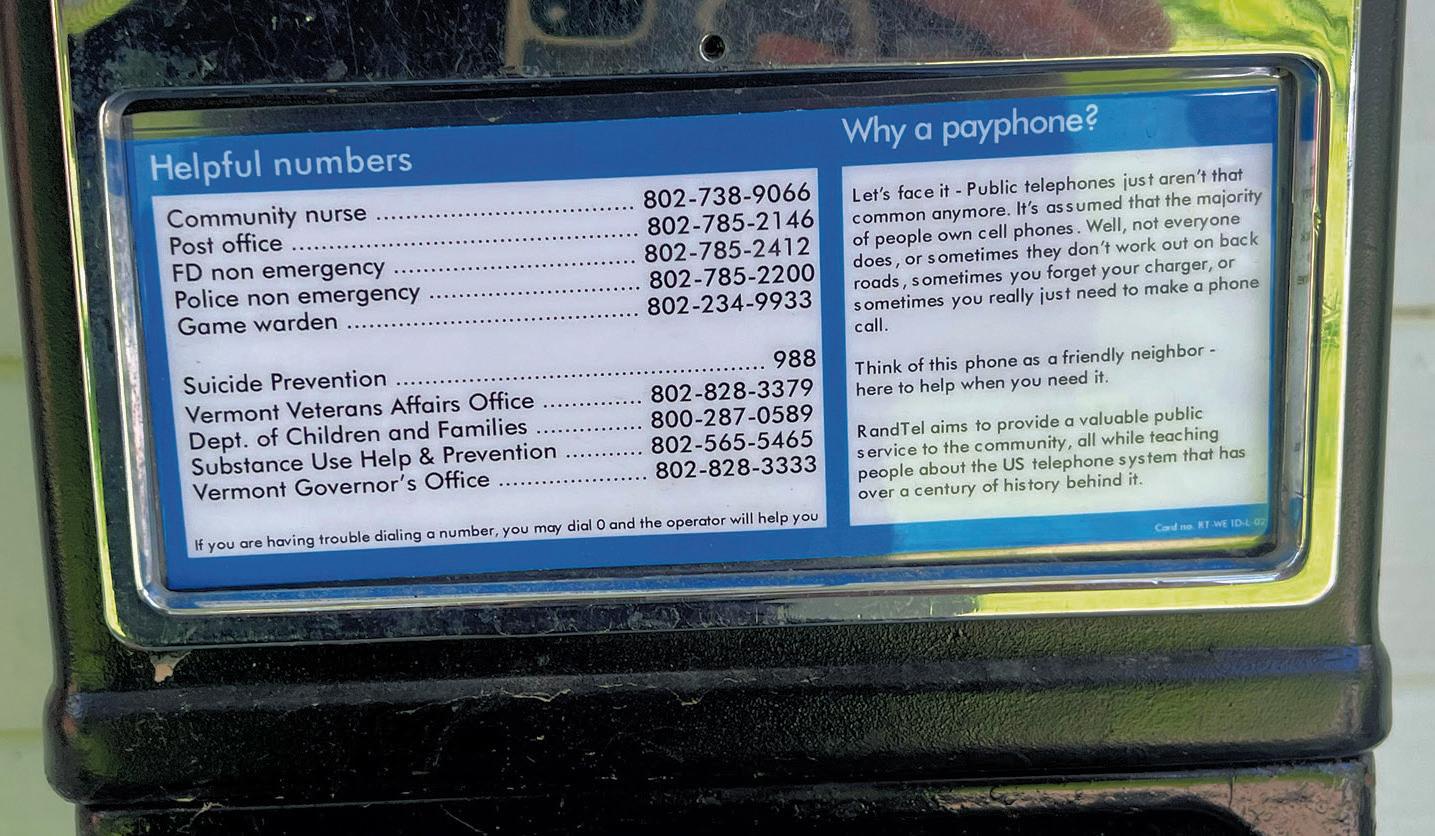 Helpful numbers
Community nurse ................................ 802-738-9066
Post office ................................ 802-785-2146
FD non emergency ................................ 802-785-2412
Police non emergency ................................ 802-785-2200
Game warden ................................ 802-234-9933
Suicide Prevention ................................ 988
Vermont Veterans Affairs Office ............. 802-828-3379
Dept. of Children and Families ............. 800-287-0589
Substance Use Help & Prevention .......... 802-565-5465
Vermont Governor's Office .................... 802-828-3333
If you are having trouble dialing a number, you may dial 0 and the operator will help you
Why a payphone?
Let's face it - Public telephones just aren't that
common anymore. It's assumed that the majority
of people own cell phones. Well, not everyone
does, or sometimes they don't work out on back
roads, sometimes you forget your charger, or
sometimes you really just need to make a phone
call.
Think of this phone as a friendly neighbor -
here to help when you need it.
RandTel aims to provide a valuable public
service to the community, all while teaching
people about the US telephone system that has
over a century of history behind it.
Card no. RT-WE 1D-L-02